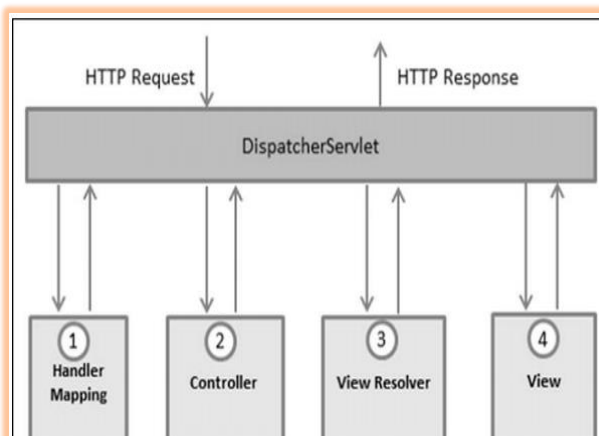 HTTP Request
HTTP Response
DispatcherServlet
1
Handler
Mapping
2
Controller
3
View Resolver
4
View